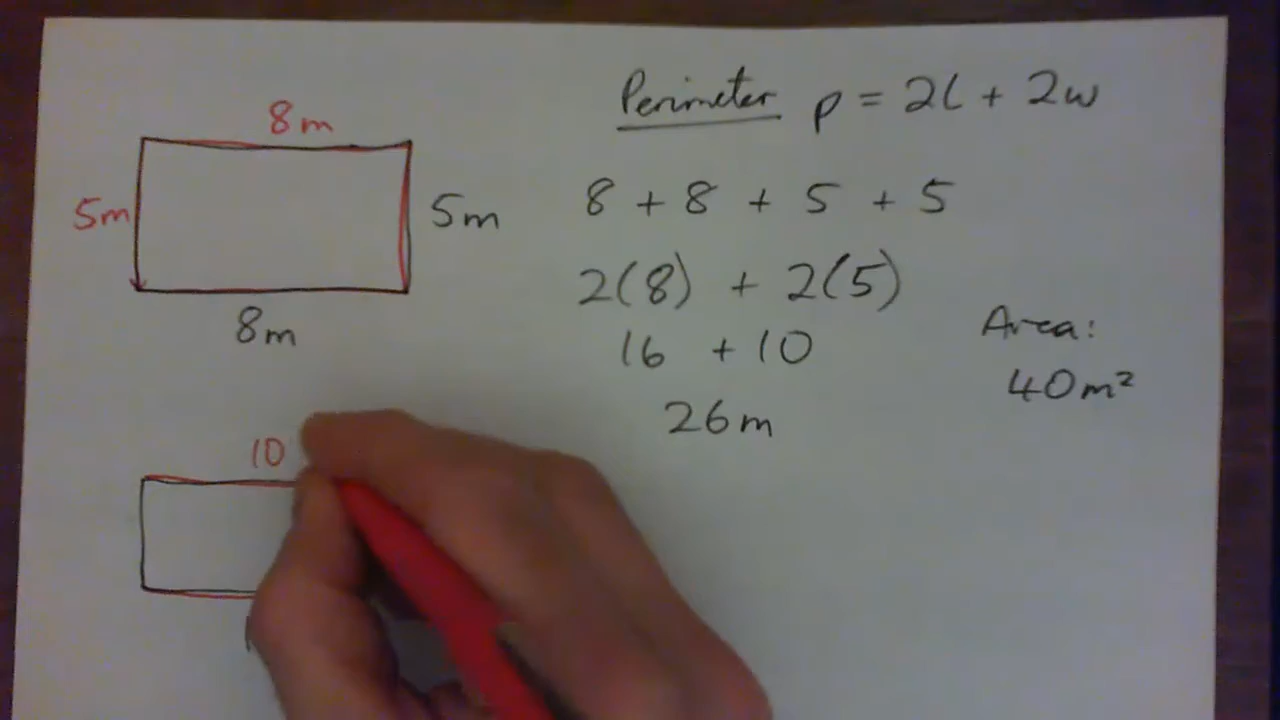 Perimeter p = 2l + 2w
8m
5m
5m
8m
8 + 8 + 5 + 5
2(8) + 2(5)
16 + 10
26m
Area:
40m²
10